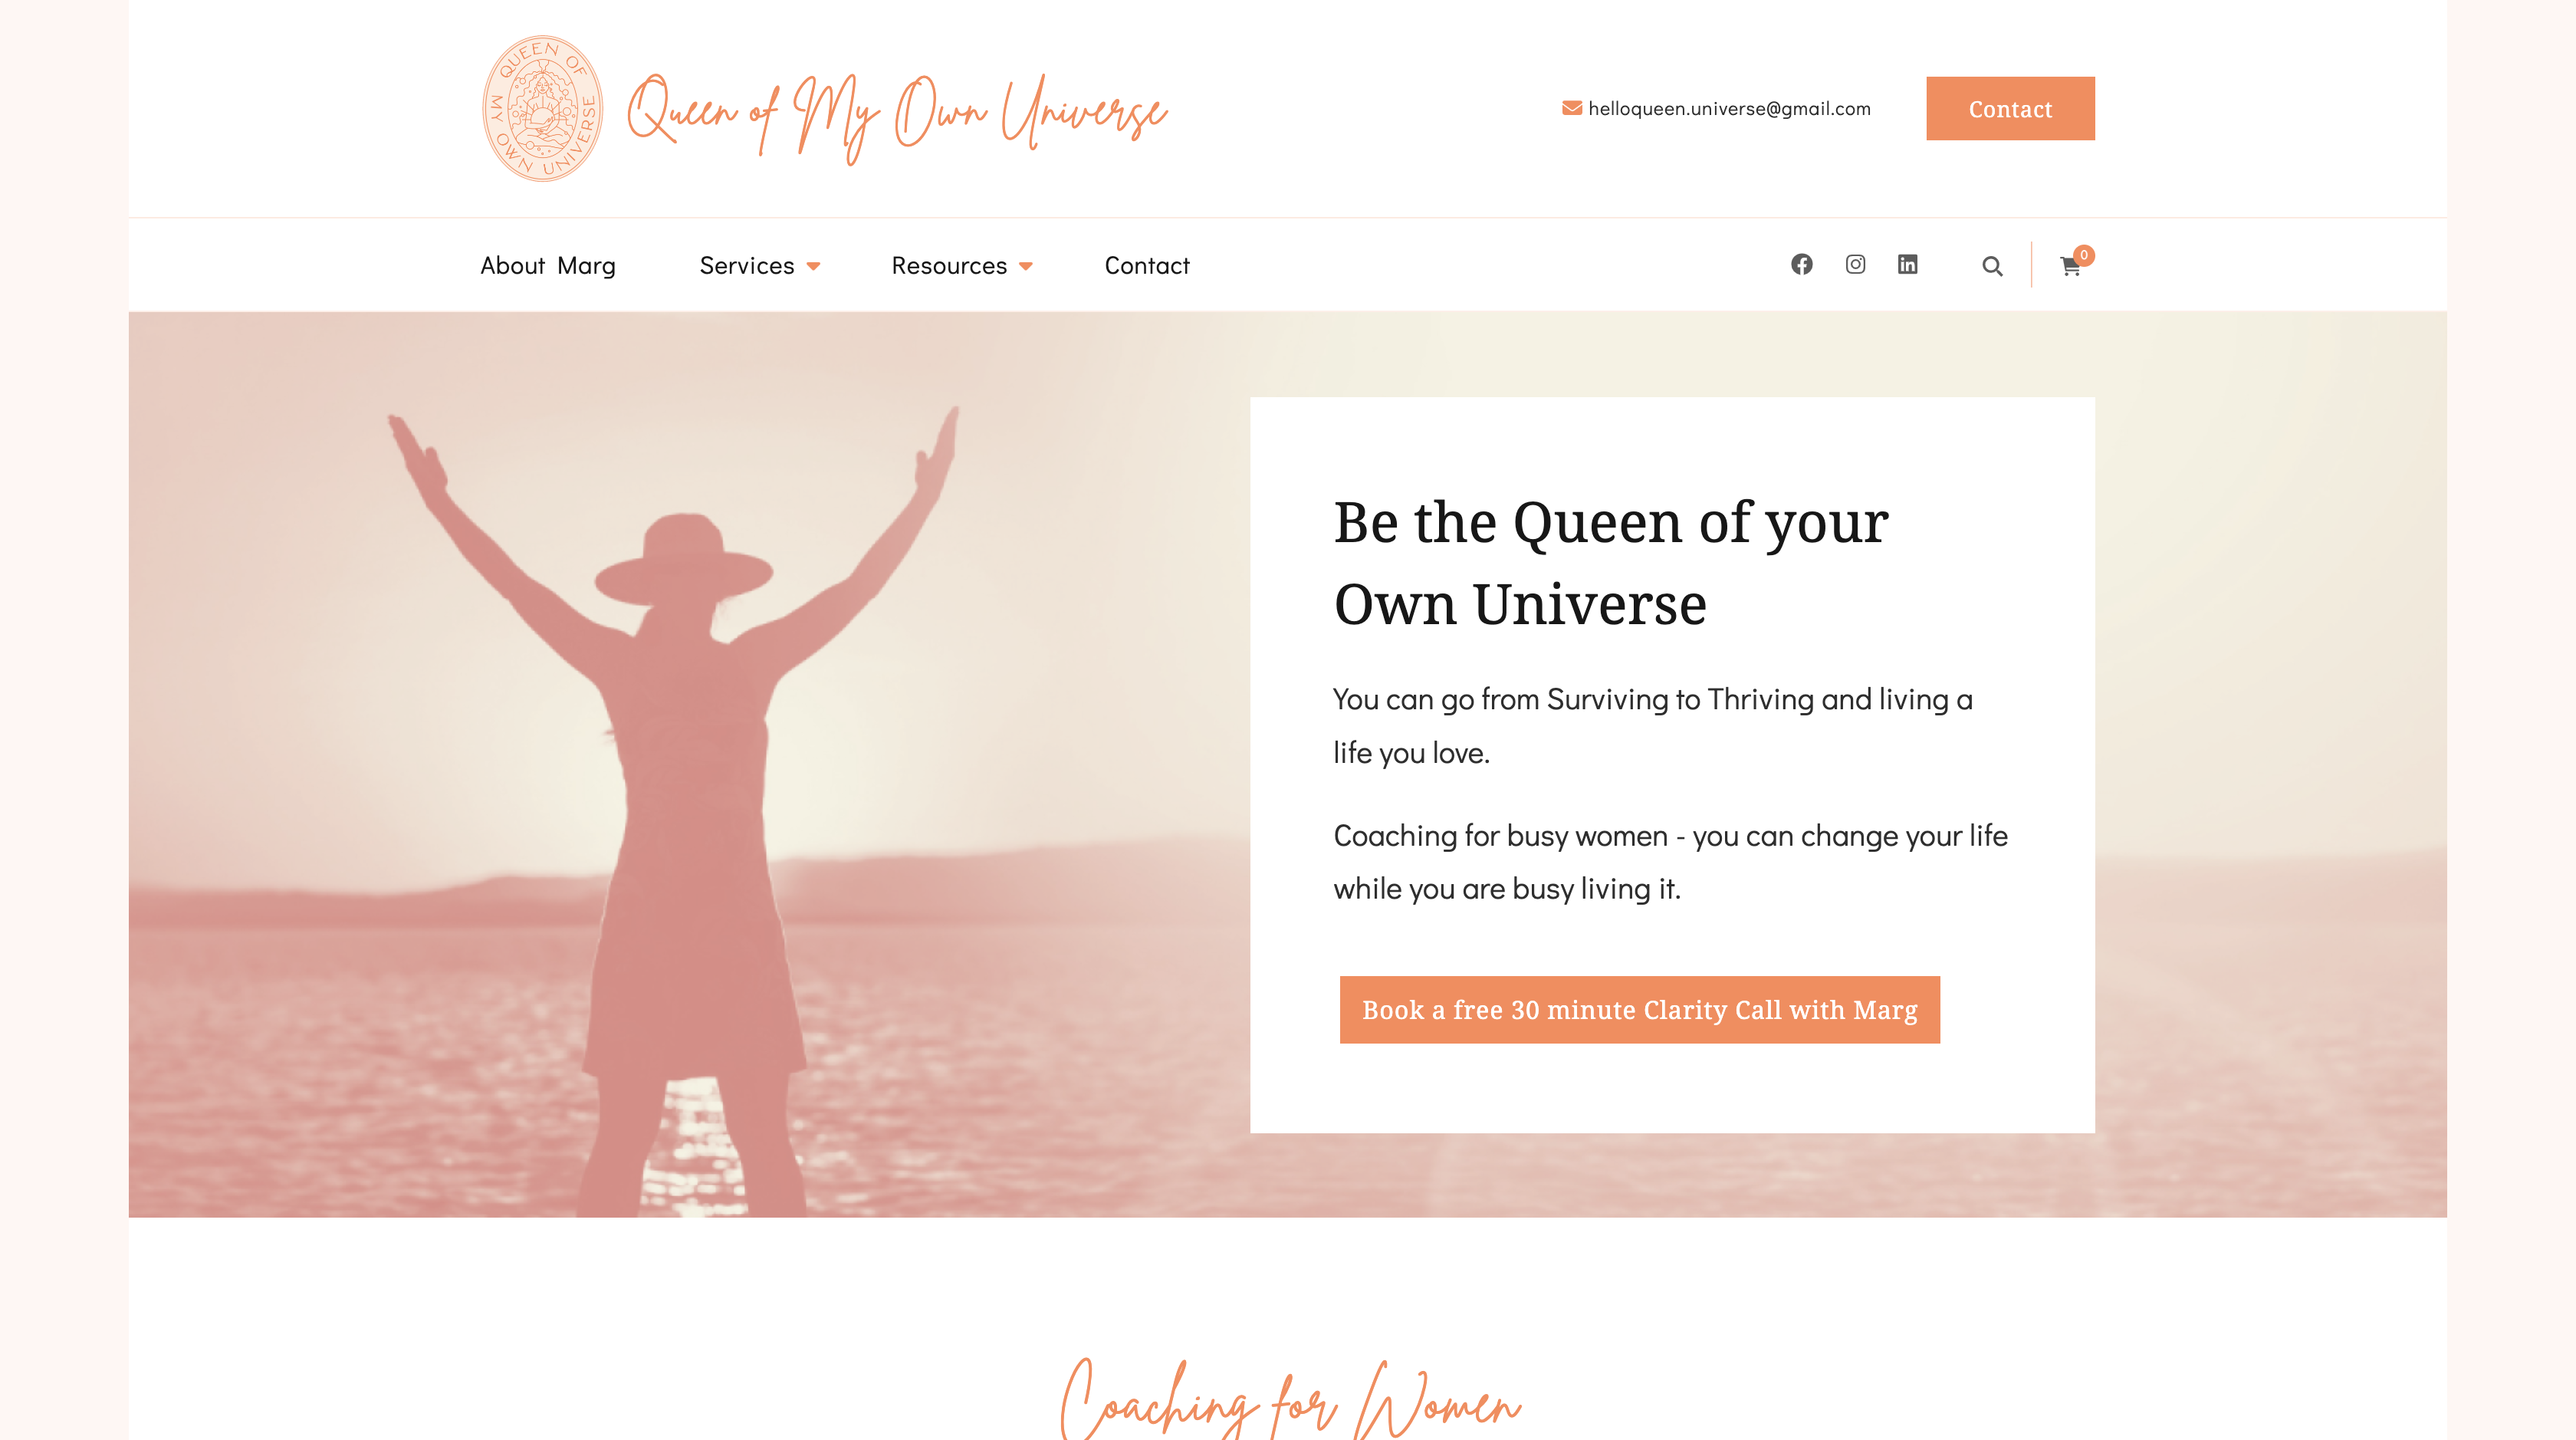 QUEEN OF MY OWN UNIVERSE
Queen of My Own Universe
helloqueen.universe@gmail.com
Contact
About Marg
Services
Resources
Contact
0
Be the Queen of your
Own Universe
You can go from Surviving to Thriving and living a
life you love.
Coaching for busy women - you can change your life
while you are busy living it.
Book a free 30 minute Clarity Call with Marg
Coaching for Women